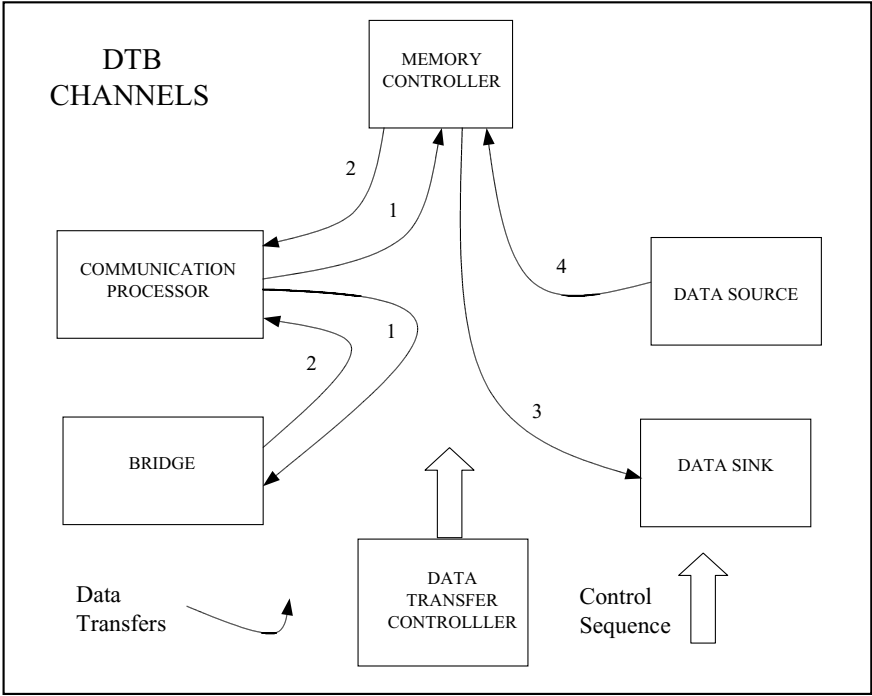 DTB
CHANNELS
MEMORY
CONTROLLER
2
1
COMMUNICATION
PROCESSOR
4
DATA SOURCE
1
2
3
BRIDGE
DATA SINK
Data
Transfers
DATA
TRANSFER
CONTROLLLER
Control
Sequence